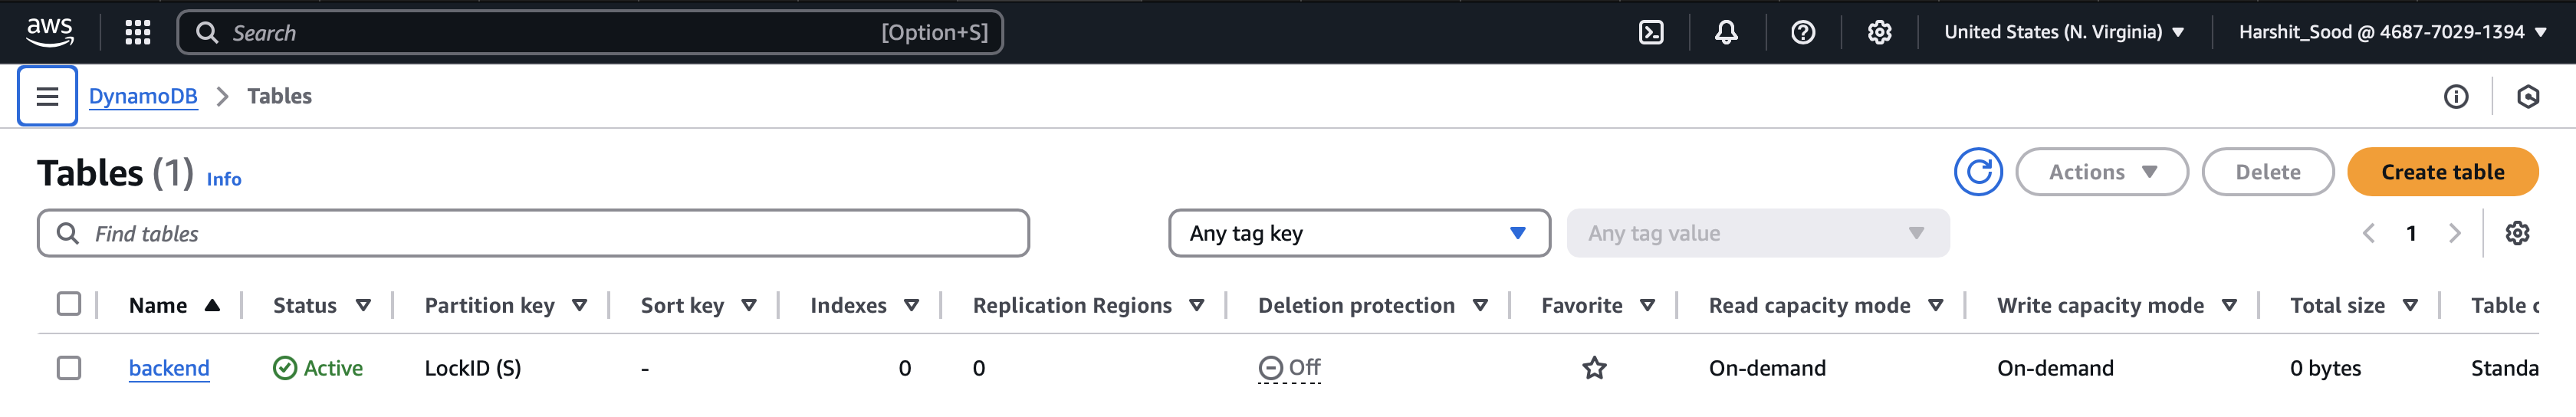 aws Search [Option+S] United States (N. Virginia) Harshit_Sood @ 4687-7029-1394
DynamoDB Tables
Tables (1) Info Actions Delete Create table
Find tables Any tag key Any tag value 1
Name Status Partition key Sort key Indexes Replication Regions Deletion protection Favorite Read capacity mode Write capacity mode Total size Table c
backend Active LockID (S) - 0 0 Off On-demand On-demand 0 bytes Standa